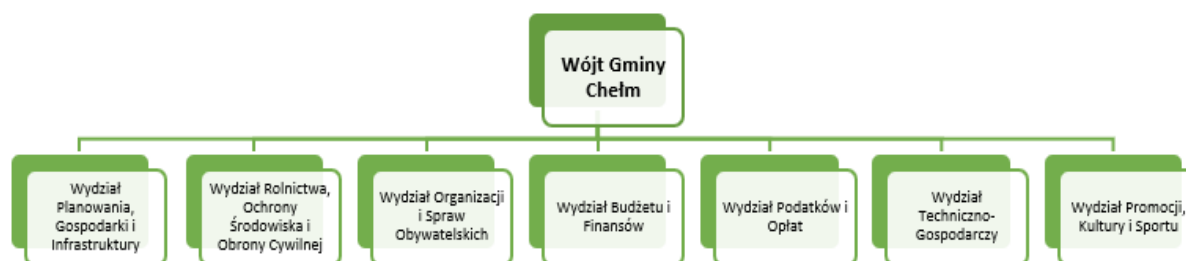 Wójt Gminy
Chełm
Wydział
Planowania,
Gospodarki i
Infrastruktury
Wydział Rolnictwa,
Ochrony
Środowiska i
Obrony Cywilnej
Wydział Organizacji
i Spraw
Obywatelskich
Wydział Budżetu i
Finansów
Wydział Podatków i
Opłat
Wydział
Techniczno-
Gospodarczy
Wydział Promocji,
Kultury i Sportu